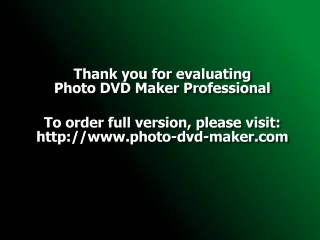 Thank you for evaluating
Photo DVD Maker Professional
To order full version, please visit:
http://www.photo-dvd-maker.com